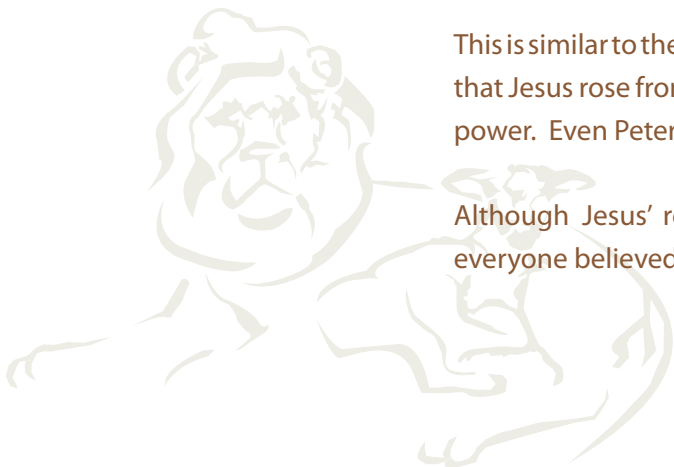 This is similar to the
that Jesus rose from
power. Even Peter
Although Jesus’ r
everyone believed